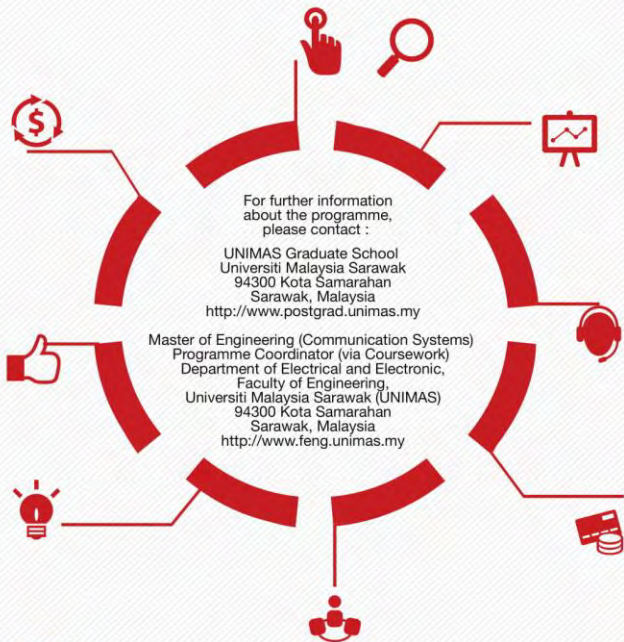 For further information
about the programme,
please contact :
UNIMAS Graduate School
Universiti Malaysia Sarawak
94300 Kota Samarahan
Sarawak, Malaysia
http://www.postgrad.unimas.my
Master of Engineering (Communication Systems)
Programme Coordinator (via Coursework)
Department of Electrical and Electronic,
Faculty of Engineering,
Universiti Malaysia Sarawak (UNIMAS)
94300 Kota Samarahan
Sarawak, Malaysia
http://www.feng.unimas.my